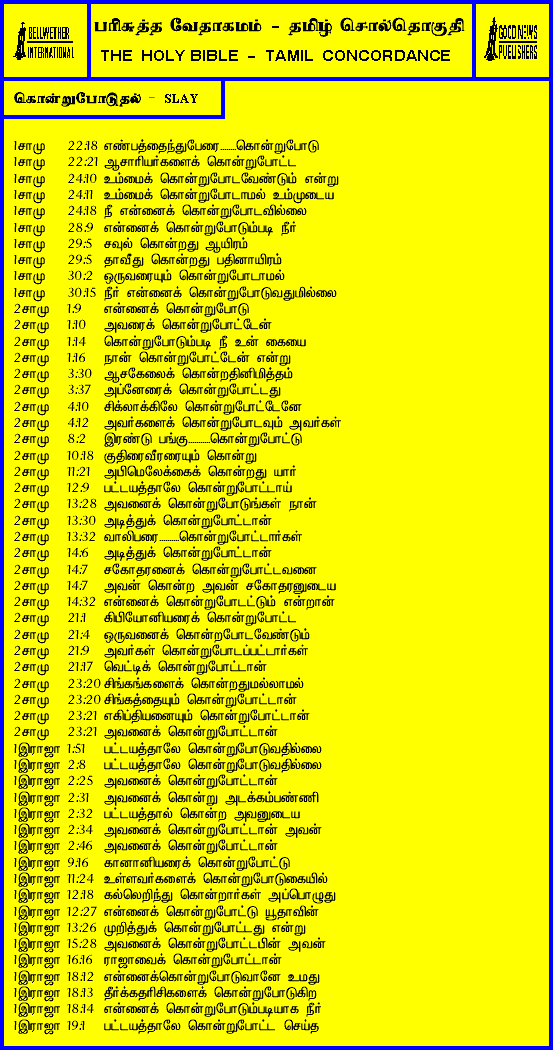 BELLWETHER INTERNATIONAL
பரிசுத்த வேதாகமம் - தமிழ் சொல்தொகுதி
THE HOLY BIBLE - TAMIL CONCORDANCE
GOOD NEWS PUBLISHERS
கொன்றுபோடுதல் - SLAY
1சாமு 22:18 எண்பத்தைந்துபேரை........கொன்றுபோடு
1சாமு 22:21 ஆசாரியர்களைக் கொன்றுபோட்ட
1சாமு 24:10 உம்மைக் கொன்றுபோடவேண்டும் என்று
1சாமு 24:11 உம்மைக் கொன்றுபோடாமல் உம்முடைய
1சாமு 24:18 நீ என்னைக் கொன்றுபோடவில்லை
1சாமு 28:9 என்னைக் கொன்றுபோடும்படி நீர்
1சாமு 29:5 சவுல் கொன்றது ஆயிரம்
1சாமு 29:5 தாவீது கொன்றது பதினாயிரம்
1சாமு 30:2 ஒருவரையும் கொன்றுபோடாமல்
1சாமு 30:15 நீர் என்னைக் கொன்றுபோடுவதுமில்லை
2சாமு 1:9 என்னைக் கொன்றுபோடு
2சாமு 1:10 அவரைக் கொன்றுபோட்டேன்
2சாமு 1:14 கொன்றுபோடும்படி நீ உன் கையை
2சாமு 1:16 நான் கொன்றுபோட்டேன் என்று
2சாமு 3:30 ஆசகேலைக் கொன்றதினிமித்தம்
2சாமு 3:37 அப்னேரைக் கொன்றுபோட்டது
2சாமு 4:10 சிக்லாக்கிலே கொன்றுபோட்டேனே
2சாமு 4:12 அவர்களைக் கொன்றுபோடவும் அவர்கள்
2சாமு 8:2 இரண்டு பங்கு..........கொன்றுபோட்டு
2சாமு 10:18 குதிரைவீரரையும் கொன்று
2சாமு 11:21 அபிமெலேக்கைக் கொன்றது யார்
2சாமு 12:9 பட்டயத்தாலே கொன்றுபோட்டாய்
2சாமு 13:28 அவனைக் கொன்றுபோடுங்கள் நான்
2சாமு 13:30 அடித்துக் கொன்றுபோட்டான்
2சாமு 13:32 வாலிபரை.........கொன்றுபோட்டார்கள்
2சாமு 14:6 அடித்துக் கொன்றுபோட்டான்
2சாமு 14:7 சகோதரனைக் கொன்றுபோட்டவனை
2சாமு 14:7 அவன் கொன்ற அவன் சகோதரனுடைய
2சாமு 14:32 என்னைக் கொன்றுபோடட்டும் என்றான்
2சாமு 21:1 கிபியோனியரைக் கொன்றுபோட்ட
2சாமு 21:4 ஒருவனைக் கொன்றபோடவேண்டும்
2சாமு 21:9 அவர்கள் கொன்றுபோடப்பட்டார்கள்
2சாமு 21:17 வெட்டிக் கொன்றுபோட்டான்
2சாமு 23:20 சிங்கங்களைக் கொன்றதுமல்லாமல்
2சாமு 23:20 சிங்கத்தையும் கொன்றுபோட்டான்
2சாமு 23:21 எகிப்தியனையும் கொன்றுபோட்டான்
2சாமு 23:21 அவனைக் கொன்றுபோட்டான்
1இராஜா 1:51 பட்டயத்தாலே கொன்றுபோடுவதில்லை
1இராஜா 2:8 பட்டயத்தாலே கொன்றுபோடுவதில்லை
1இராஜா 2:25 அவனைக் கொன்றுபோட்டான்
1இராஜா 2:31 அவனைக் கொன்று அடக்கம்பண்ணி
1இராஜா 2:32 பட்டயத்தால் கொன்ற அவனுடைய
1இராஜா 2:34 அவனைக் கொன்றுபோட்டான் அவன்
1இராஜா 2:46 அவனைக் கொன்றுபோட்டான்
1இராஜா 9:16 கானானியரைக் கொன்றுபோட்டு
1இராஜா 11:24 உள்ளவர்களைக் கொன்றுபோடுகையில்
1இராஜா 12:18 கல்லெறிந்து கொன்றார்கள் அப்பொழுது
1இராஜா 12:27 என்னைக் கொன்றுபோட்டு யூதாவின்
1இராஜா 13:26 முறித்துக் கொன்றுபோட்டது என்று
1இராஜா 15:28 அவனைக் கொன்றுபோட்டபின் அவன்
1இராஜா 16:16 ராஜாவைக் கொன்றுபோட்டான்
1இராஜா 18:12 என்னைக்கொன்றுபோடுவானே உமது
1இராஜா 18:13 தீர்க்கதரிசிகளைக் கொன்றுபோடுகிற
1இராஜா 18:14 என்னைக் கொன்றுபோடும்படியாக நீர்
1இராஜா 19:1 பட்டயத்தாலே கொன்றுபோட்ட செய்த